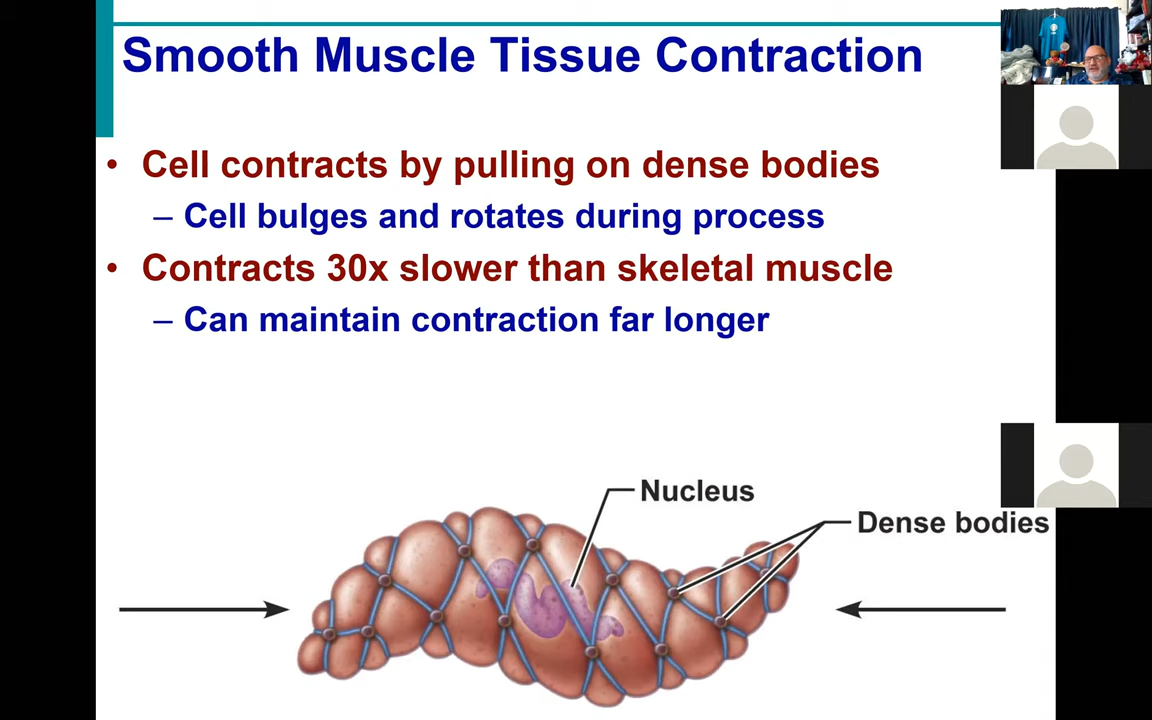 Smooth Muscle Tissue Contraction
• Cell contracts by pulling on dense bodies
– Cell bulges and rotates during process
• Contracts 30x slower than skeletal muscle
– Can maintain contraction far longer
Nucleus
Dense bodies